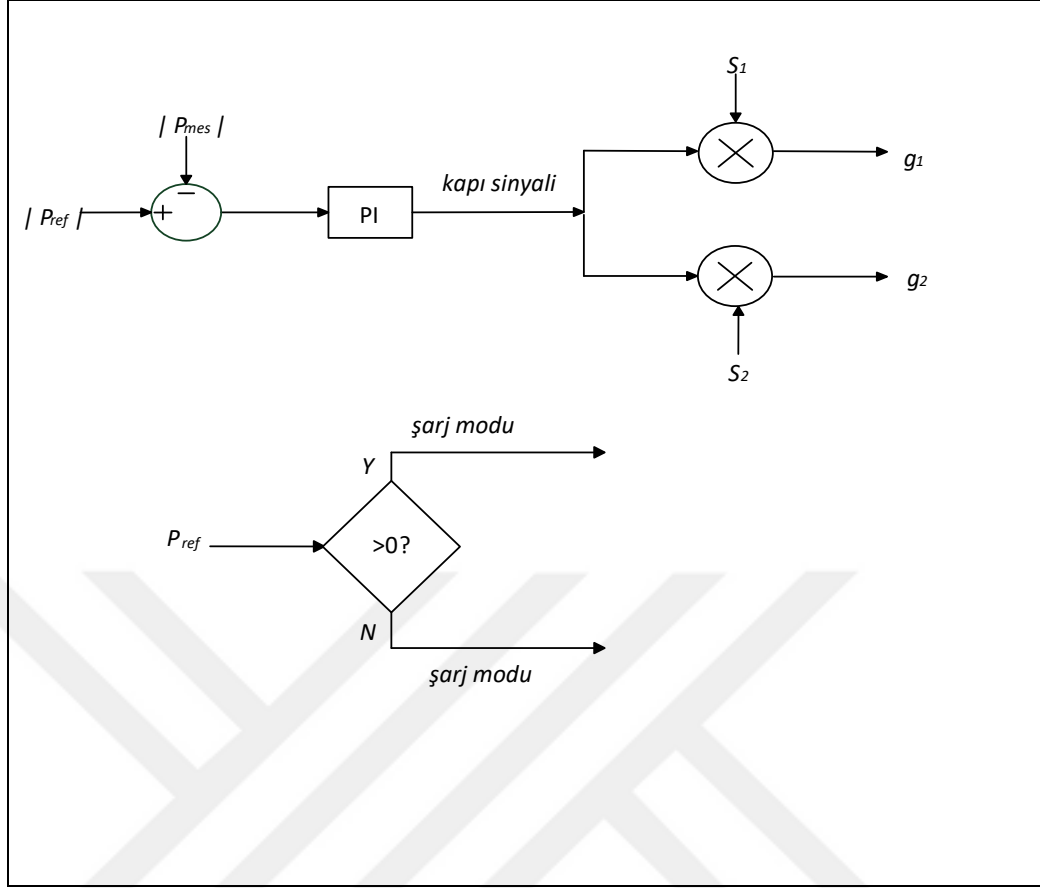 S1
| Pmes |
−
| Pref |
+
PI
kapı sinyali
g1
g2
S2
şarj modu
Y
Pref
>0?
N
şarj modu